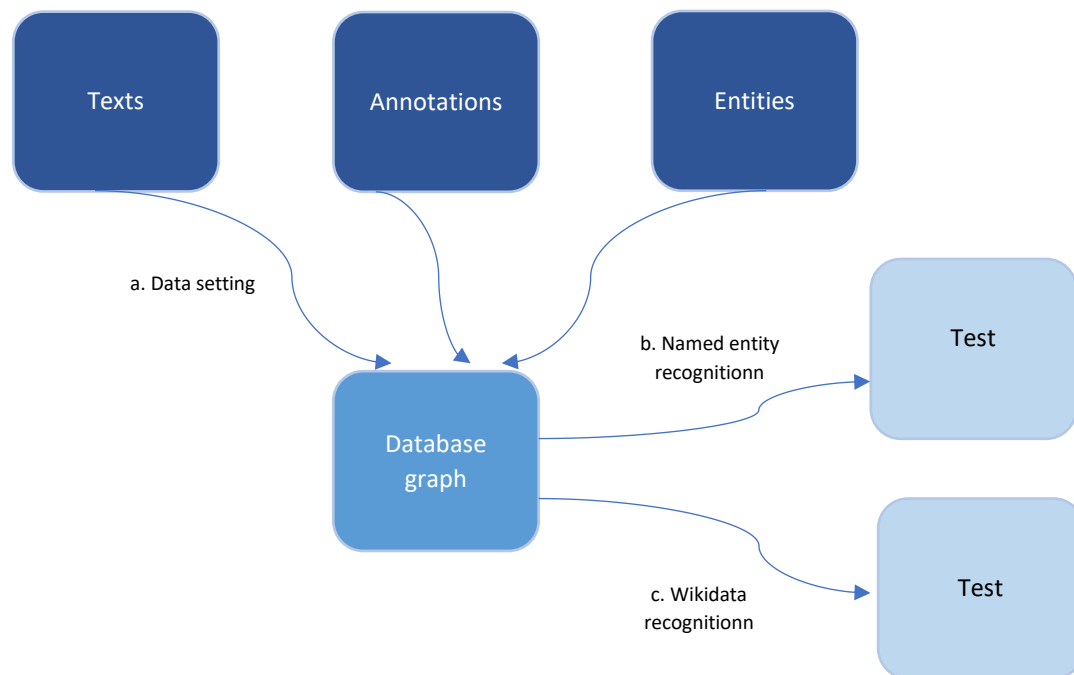 Texts
Annotations
Entities
a. Data setting
b. Named entity
recognitionn
Test
Database
graph
c. Wikidata
recognitionn
Test